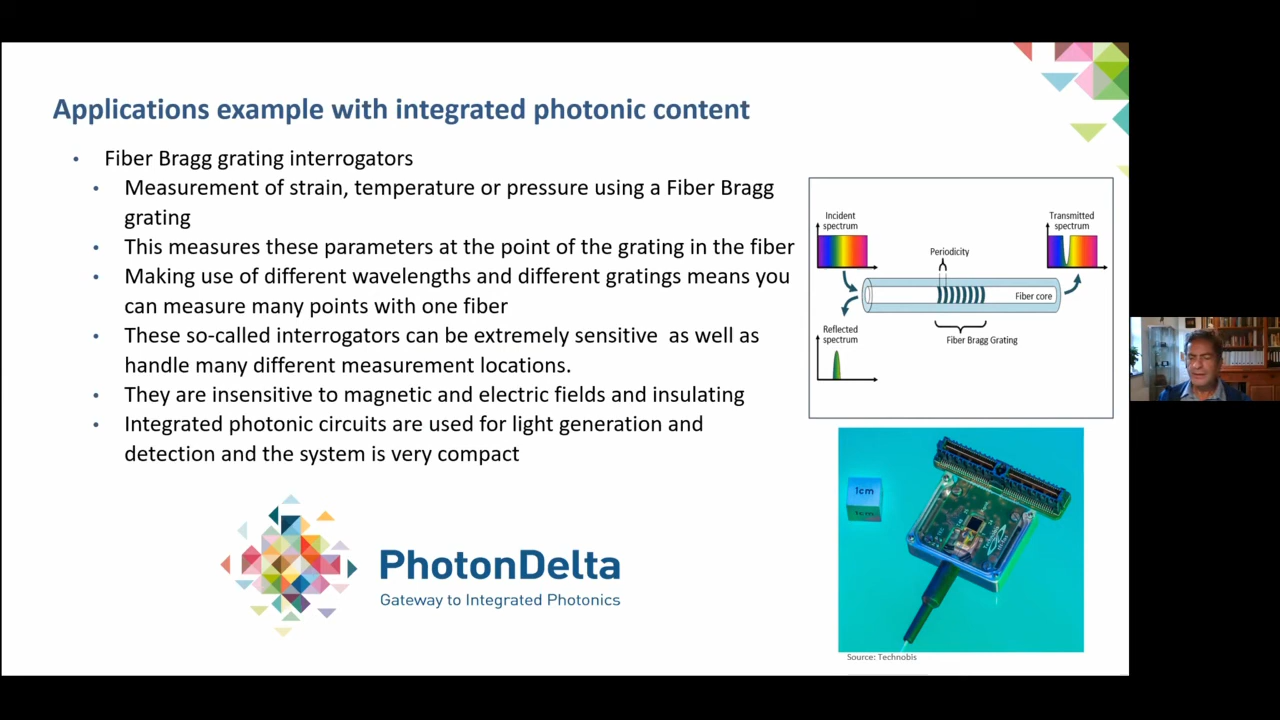 Applications example with integrated photonic content
• Fiber Bragg grating interrogators
• Measurement of strain, temperature or pressure using a Fiber Bragg
grating
• This measures these parameters at the point of the grating in the fiber
• Making use of different wavelengths and different gratings means you
can measure many points with one fiber
• These so-called interrogators can be extremely sensitive as well as
handle many different measurement locations.
• They are insensitive to magnetic and electric fields and insulating
• Integrated photonic circuits are used for light generation and
detection and the system is very compact
PhotonDelta
Gateway to Integrated Photonics
Incident
spectrum
Transmitted
spectrum
Periodicity
Fiber core
Reflected
spectrum
Fiber Bragg Grating
1cm
Source: Technobis